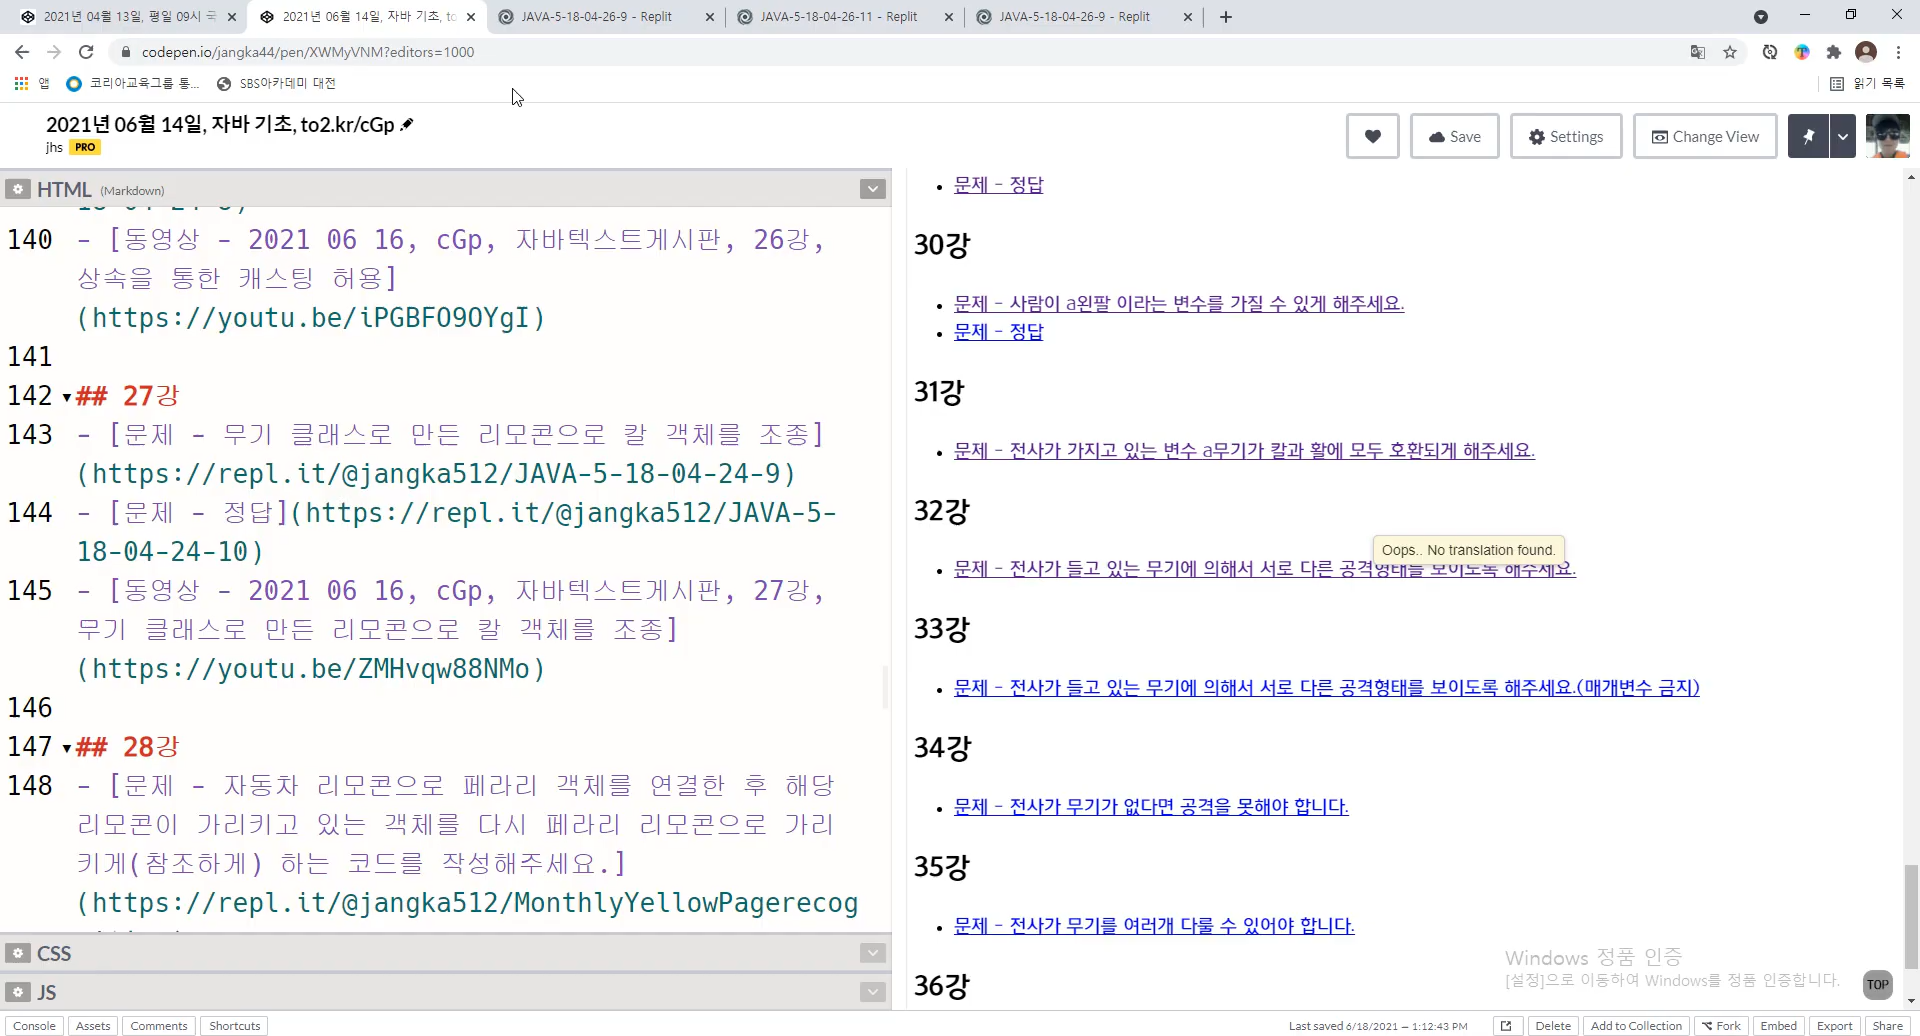 2021년 04월 13일, 평일 09시 국
2021년 06월 14일, 자바 기초, to
JAVA-5-18-04-26-9 - Replit
JAVA-5-18-04-26-11 - Replit
JAVA-5-18-04-26-9 - Replit
codepen.io/jangka44/pen/XWMyVNM?editors=1000
앱
코리아교육그룹 통...
SBS아카데미 대전
읽기 목록
2021년 06월 14일, 자바 기초, to2.kr/cGp
jhs PRO
Save
Settings
Change View
HTML (Markdown)
140 - [동영상 - 2021 06 16, cGp, 자바텍스트게시판, 26강,
상속을 통한 캐스팅 허용]
(https://youtu.be/iPGBFO9OYgI)
141
142 ## 27강
143 - [문제 - 무기 클래스로 만든 리모콘으로 칼 객체를 조종]
(https://repl.it/@jangka512/JAVA-5-18-04-24-9)
144 - [문제 - 정답](https://repl.it/@jangka512/JAVA-5-
18-04-24-10)
145 - [동영상 - 2021 06 16, cGp, 자바텍스트게시판, 27강,
무기 클래스로 만든 리모콘으로 칼 객체를 조종]
(https://youtu.be/ZMHvqw88NMo)
146
147 ## 28강
148 - [문제 - 자동차 리모콘으로 페라리 객체를 연결한 후 해당
리모콘이 가리키고 있는 객체를 다시 페라리 리모콘으로 가리
키게(참조하게) 하는 코드를 작성해주세요.]
(https://repl.it/@jangka512/MonthlyYellowPagerecog
CSS
JS
문제 - 정답
30강
문제 - 사람이 a왼팔 이라는 변수를 가질 수 있게 해주세요.
문제 - 정답
31강
문제 - 전사가 가지고 있는 변수 a무기가 칼과 활에 모두 호환되게 해주세요.
32강
Oops.. No translation found.
문제 - 전사가 들고 있는 무기에 의해서 서로 다른 공격형태를 보이도록 해주세요.
33강
문제 - 전사가 들고 있는 무기에 의해서 서로 다른 공격형태를 보이도록 해주세요.(매개변수 금지)
34강
문제 - 전사가 무기가 없다면 공격을 못해야 합니다.
35강
문제 - 전사가 무기를 여러개 다룰 수 있어야 합니다.
36강
Windows 정품 인증
[설정]으로 이동하여 Windows를 정품 인증합니다.
TOP
Console
Assets
Comments
Shortcuts
Last saved 6/18/2021 — 1:12:43 PM
Delete
Add to Collection
Fork
Embed
Export
Share